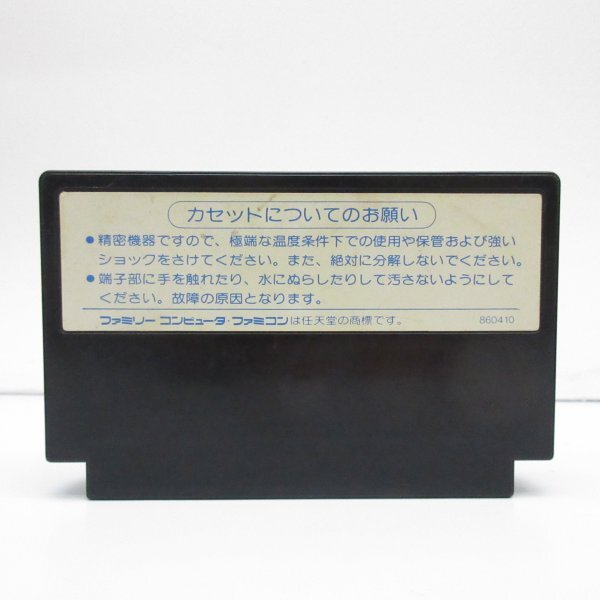 カセットについてのお願い
●精密機器ですので、極端な温度条件下での使用や保管および強い
ショックをさけてください。また、絶対に分解しないでください。
●端子部に手を触れたり、水にぬらしたりして汚さないようにして
ください。故障の原因となります。
ファミリー コンピュータ・ファミコンは任天堂の商標です。 860410